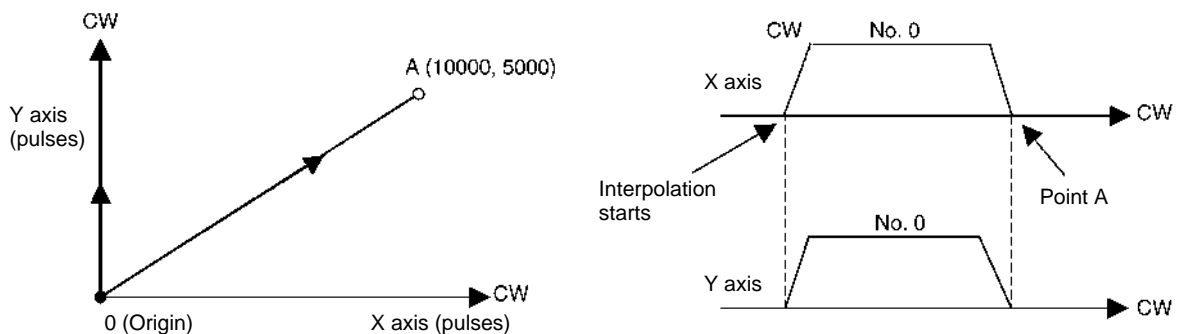 CW
Y axis
(pulses)
A (10000, 5000)
CW
0 (Origin)
X axis (pulses)
CW
No. 0
X axis
CW
Interpolation
starts
Point A
No. 0
Y axis
CW